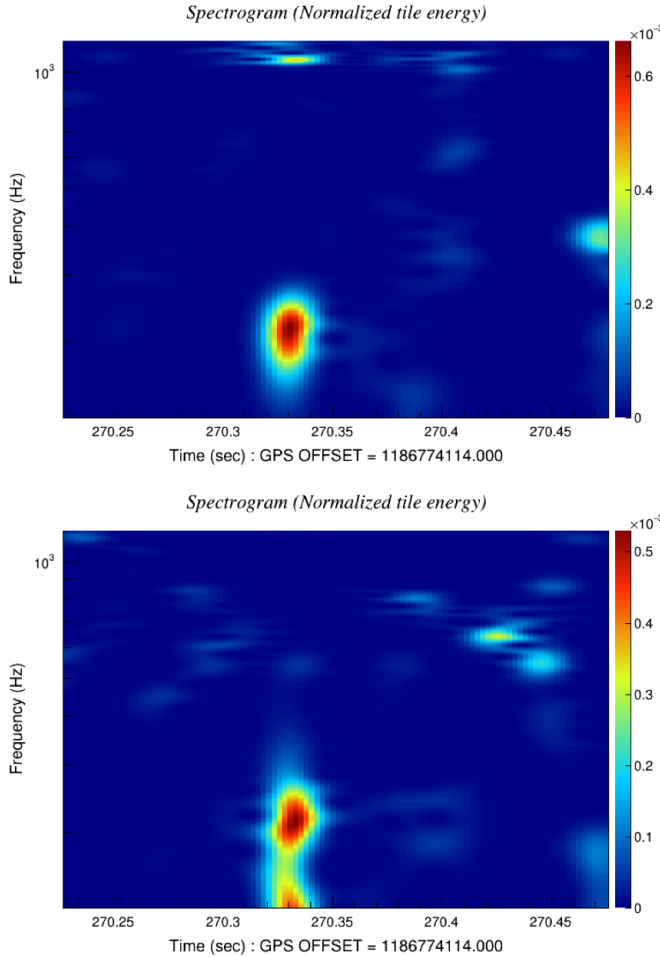 Spectrogram (Normalized tile energy)
×10⁻³
10³
0.6
0.4
0.2
0
Frequency (Hz)
270.25 270.3 270.35 270.4 270.45
Time (sec) : GPS OFFSET = 1186774114.000
Spectrogram (Normalized tile energy)
×10⁻³
10³
0.5
0.4
0.3
0.2
0.1
0
Frequency (Hz)
270.25 270.3 270.35 270.4 270.45
Time (sec) : GPS OFFSET = 1186774114.000